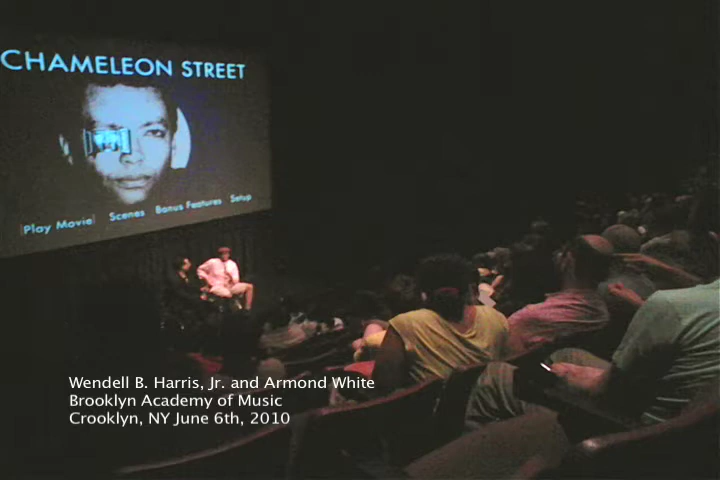 CHAMELEON STREET
[Play Movie] Scenes Bonus Features Setup
Wendell B. Harris, Jr. and Armond White
Brooklyn Academy of Music
Crooklyn, NY June 6th, 2010